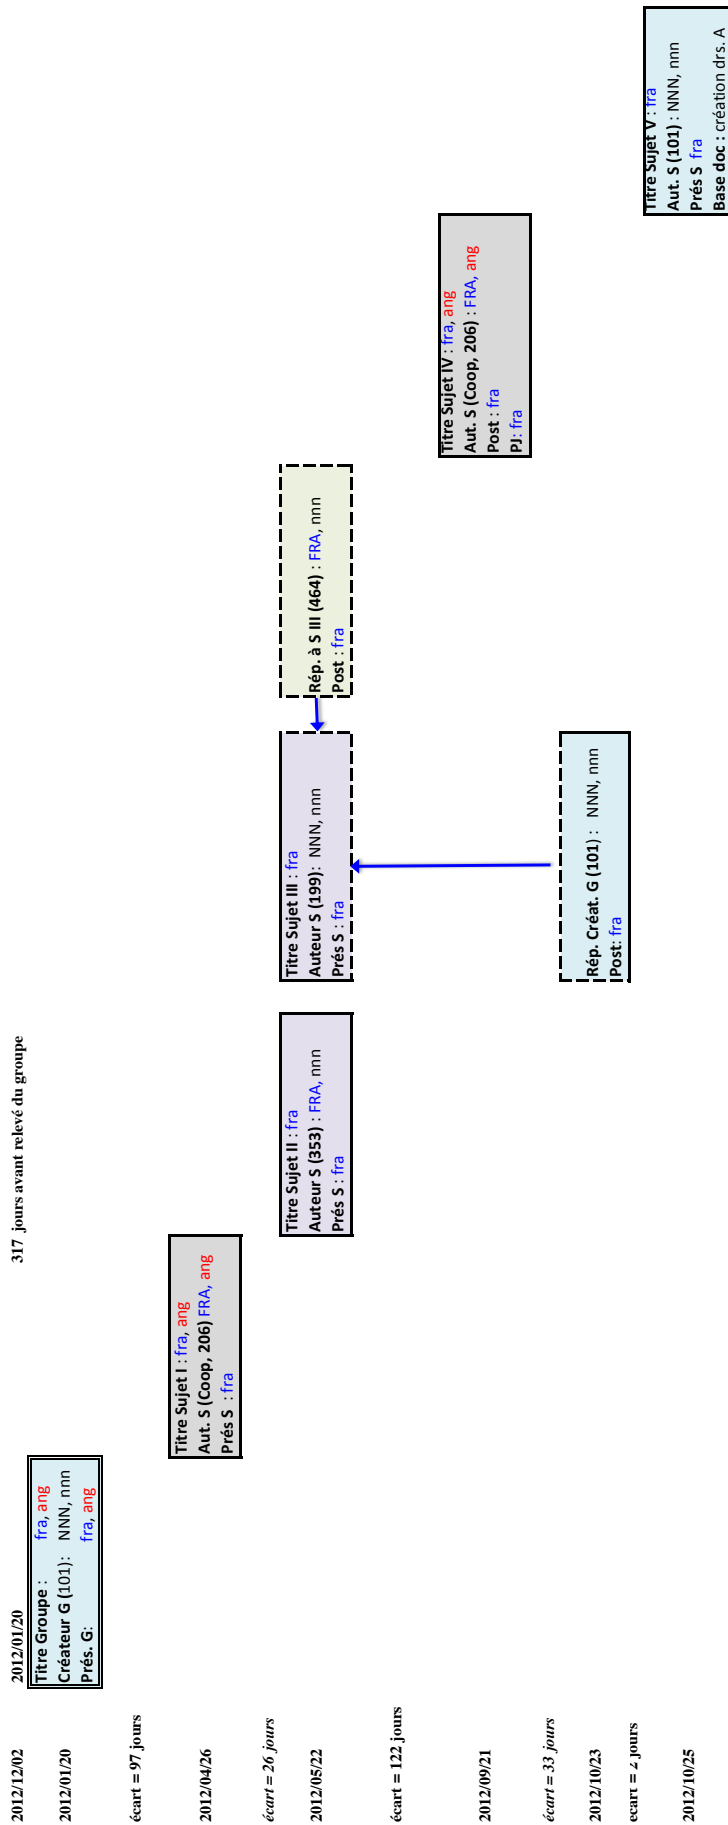 2012/12/02 2012/01/20 317 jours avant relevé du groupe
2012/01/20
Titre Groupe : fra, ang
Créateur G (101): NNN, nnn
Prés. G: fra, ang
écart = 97 jours
2012/04/26
Titre Sujet I : fra, ang
Aut. S (Coop, 206) FRA, ang
Prés S : fra
écart = 26 jours
2012/05/22
Titre Sujet II : fra
Auteur S (353) : FRA, nnn
Prés S : fra
Titre Sujet III : fra
Auteur S (199): NNN, nnn
Prés S : fra
Rép. à S III (464) : FRA, nnn
Post : fra
écart = 122 jours
2012/09/21
Titre Sujet IV : fra, ang
Aut. S (Coop, 206) : FRA, ang
Post : fra
PJ: fra
écart = 33 jours
2012/10/23
Rép. Créat. G (101) : NNN, nnn
Post: fra
ecart = 2 jours
2012/10/25
Titre Sujet V : fra
Aut. S (101) : NNN, nnn
Prés S fra
Base doc : création drs. A